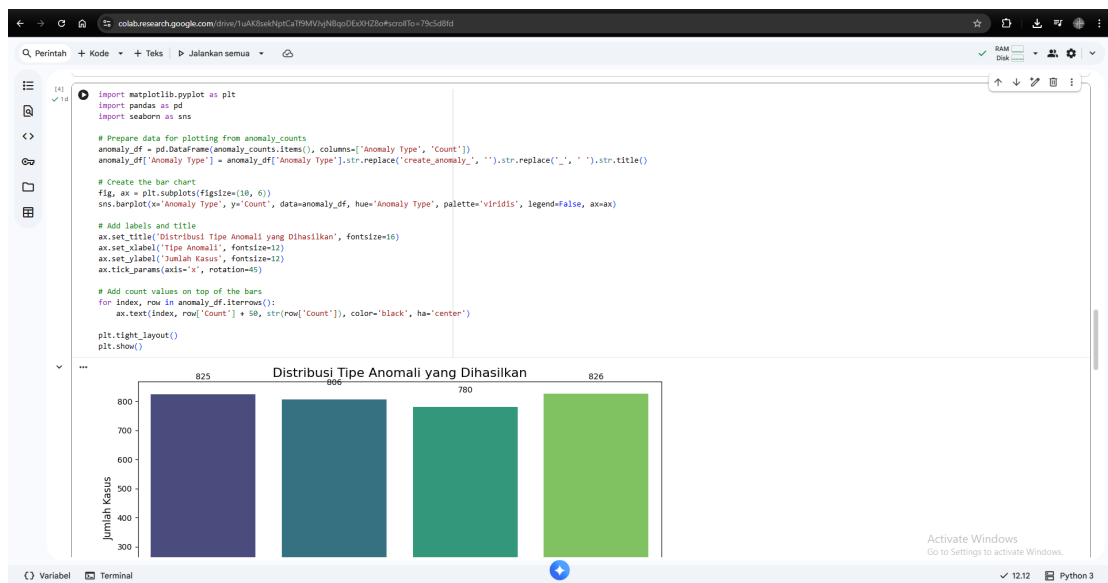 colab.research.google.com/drive/1uAK8sekNptCaTf9MVJvjNBqoDExXHZ8o#scrollTo=79c5d8fd
Perintah + Kode + Teks Jalankan semua
RAM
Disk
[4]
1d
import matplotlib.pyplot as plt
import pandas as pd
import seaborn as sns
# Prepare data for plotting from anomaly_counts
anomaly_df = pd.DataFrame(anomaly_counts.items(), columns=['Anomaly Type', 'Count'])
anomaly_df['Anomaly Type'] = anomaly_df['Anomaly Type'].str.replace('create_anomaly_', '').str.replace('_', ' ').str.title()
# Create the bar chart
fig, ax = plt.subplots(figsize=(10, 6))
sns.barplot(x='Anomaly Type', y='Count', data=anomaly_df, hue='Anomaly Type', palette='viridis', legend=False, ax=ax)
# Add labels and title
ax.set_title('Distribusi Tipe Anomali yang Dihasilkan', fontsize=16)
ax.set_xlabel('Tipe Anomali', fontsize=12)
ax.set_ylabel('Jumlah Kasus', fontsize=12)
ax.tick_params(axis='x', rotation=45)
# Add count values on top of the bars
for index, row in anomaly_df.iterrows():
    ax.text(index, row['Count'] + 50, str(row['Count']), color='black', ha='center')
plt.tight_layout()
plt.show()
Distribusi Tipe Anomali yang Dihasilkan
825
806
780
826
800
700
600
500
400
300
Jumlah Kasus
Activate Windows
Go to Settings to activate Windows.
{} Variabel Terminal
12.12 Python 3